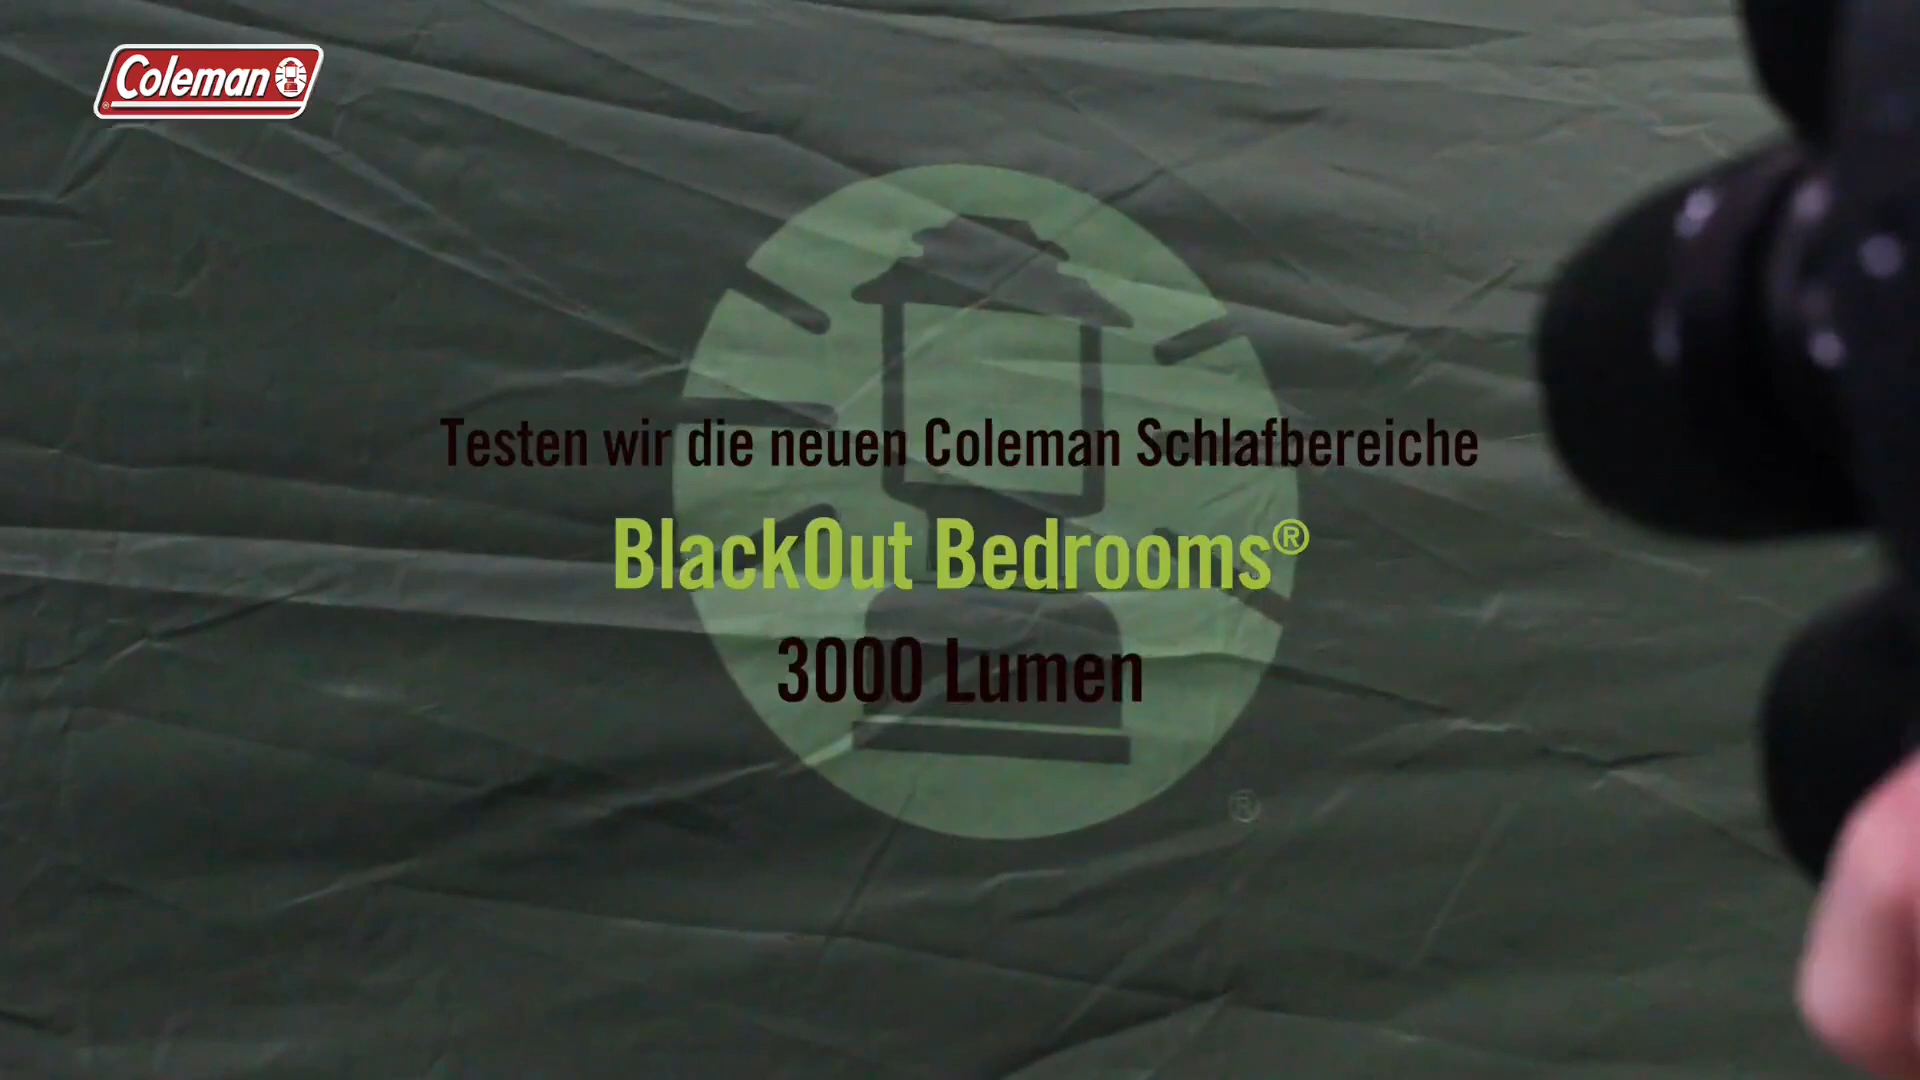 Coleman
Testen wir die neuen Coleman Schlafbereiche
BlackOut Bedrooms®
3000 Lumen
®